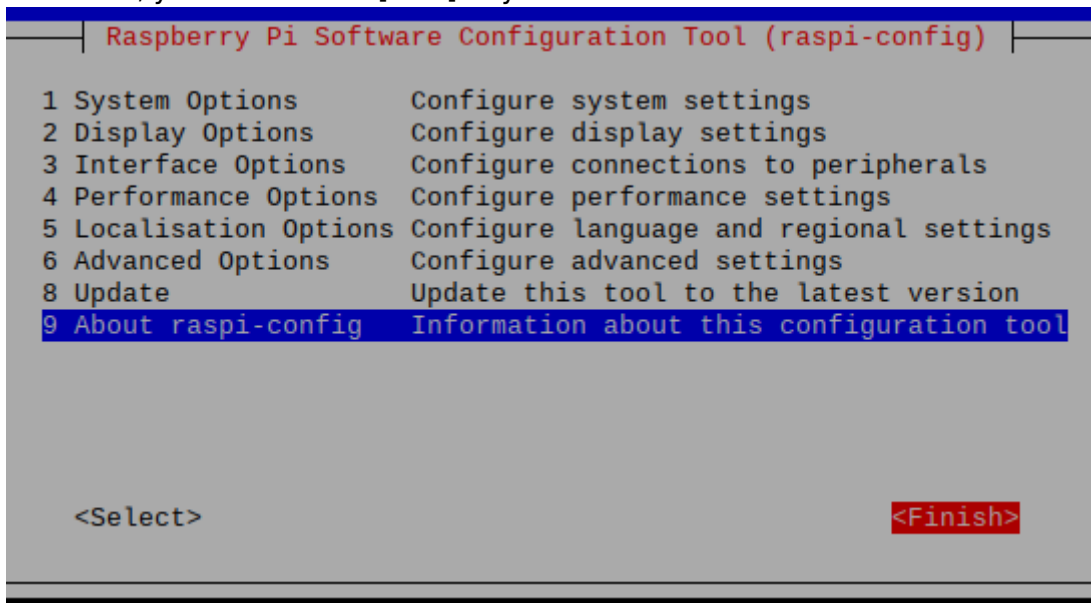 Raspberry Pi Software Configuration Tool (raspi-config)
1 System Options Configure system settings
2 Display Options Configure display settings
3 Interface Options Configure connections to peripherals
4 Performance Options Configure performance settings
5 Localisation Options Configure language and regional settings
6 Advanced Options Configure advanced settings
8 Update Update this tool to the latest version
9 About raspi-config Information about this configuration tool
<Select> <Finish>